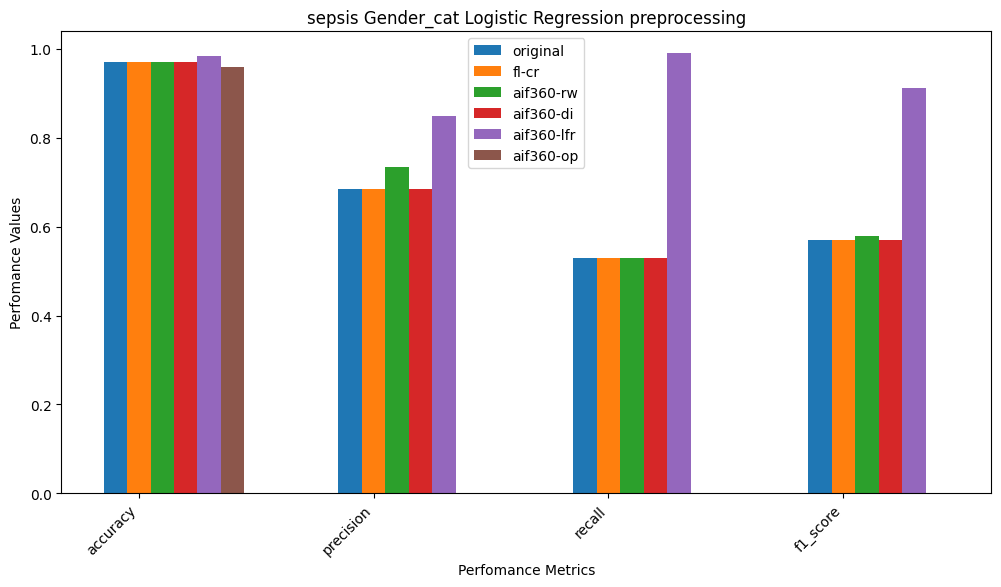 sepsis Gender_cat Logistic Regression preprocessing
1.0
0.8
0.6
0.4
0.2
0.0
Perfomance Values
original
fl-cr
aif360-rw
aif360-di
aif360-lfr
aif360-op
accuracy
precision
recall
f1_score
Perfomance Metrics